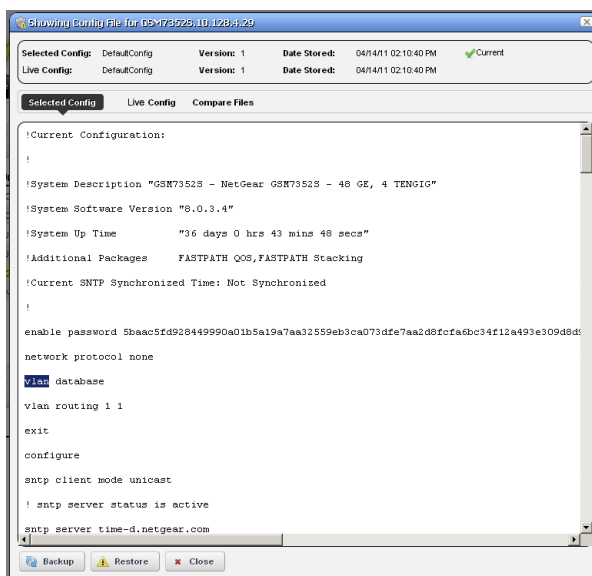 Showing Config File for GSM7352S,10.128.4.29
Selected Config: DefaultConfig Version: 1 Date Stored: 04/14/11 02:10:40 PM Current
Live Config: DefaultConfig Version: 1 Date Stored: 04/14/11 02:10:40 PM
Selected Config Live Config Compare Files
!Current Configuration:
!
!System Description "GSM7352S - NetGear GSM7352S - 48 GE, 4 TENGIG"
!System Software Version "8.0.3.4"
!System Up Time "36 days 0 hrs 43 mins 48 secs"
!Additional Packages FASTPATH QOS,FASTPATH Stacking
!Current SNTP Synchronized Time: Not Synchronized
!
enable password 5baac5fd928449990a01b5a19a7aa32559eb3ca073dfe7aa2d8fcfa6bc34f12a493e309d8d9
network protocol none
vlan database
vlan routing 1 1
exit
configure
sntp client mode unicast
! sntp server status is active
sntp server time-d.netgear.com
Backup Restore Close